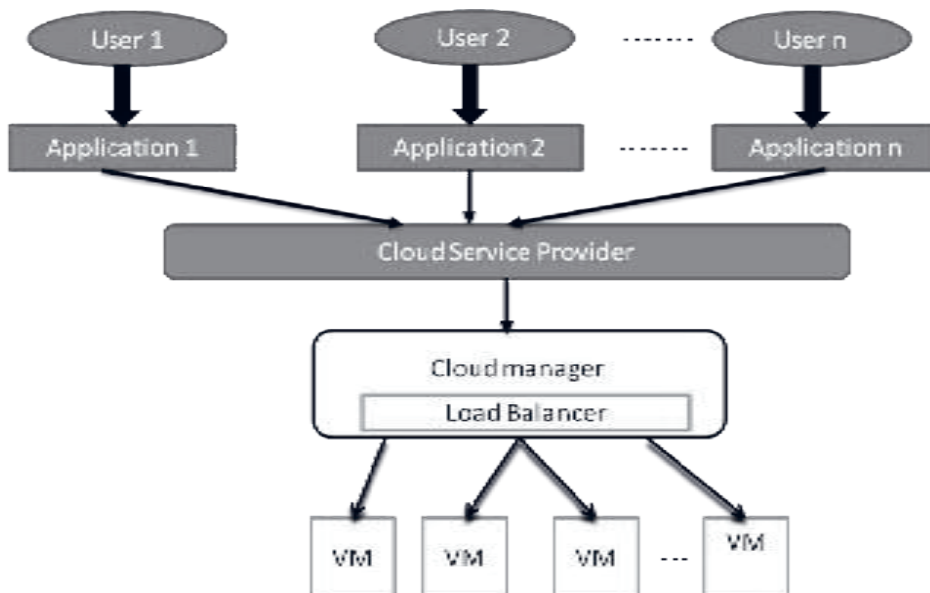 User 1
User 2
User n
Application 1
Application 2
Application n
Cloud Service Provider
Cloud manager
Load Balancer
VM
VM
VM
VM